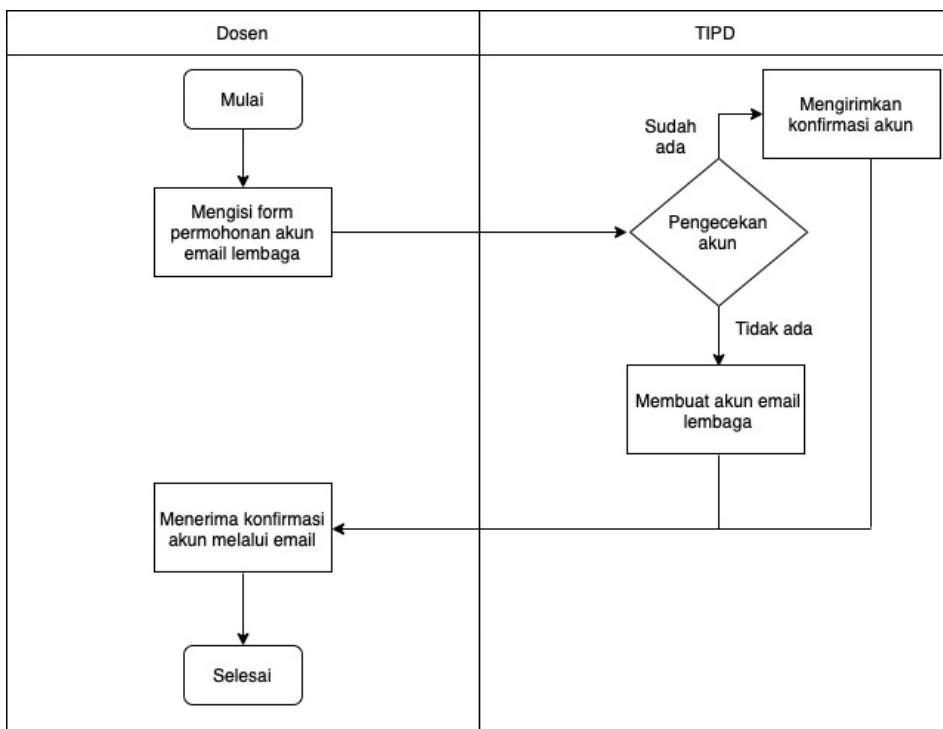 Dosen
TIPD
Mulai
Mengirimkan
konfirmasi akun
Sudah
ada
Mengisi form
permohonan akun
email lembaga
Pengecekan
akun
Tidak ada
Membuat akun email
lembaga
Menerima konfirmasi
akun melalui email
Selesai